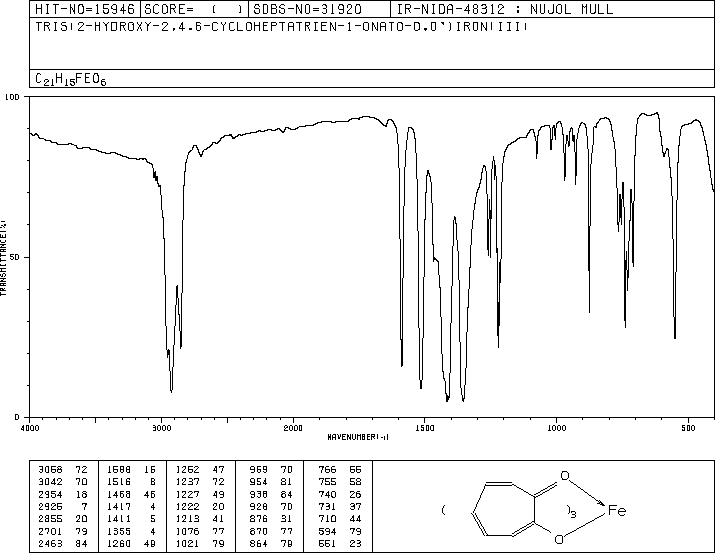 HIT-NO=15946 SCORE= ( ) SDBS-NO=31920 IR-NIDA-48312 : NUJOL MULL
TRIS(2-HYDROXY-2,4,6-CYCLOHEPTATRIEN-1-ONATO-O,O')IRON(III)
C21H15FEO6
100
50
0
TRANSMITTANCE(%)
4000 3000 2000 1500 1000 500
WAVENUMBER(-1)
3068 72 1588 16 1252 47 969 70 766 55
3042 70 1516 8 1237 72 954 81 755 58
2954 18 1468 46 1227 49 938 84 740 26
2925 7 1417 4 1222 20 928 70 731 37
2855 20 1411 5 1213 41 876 31 710 44
2701 79 1355 4 1076 77 870 77 594 79
2463 84 1260 49 1021 79 864 79 551 23
O
( )3 Fe
O